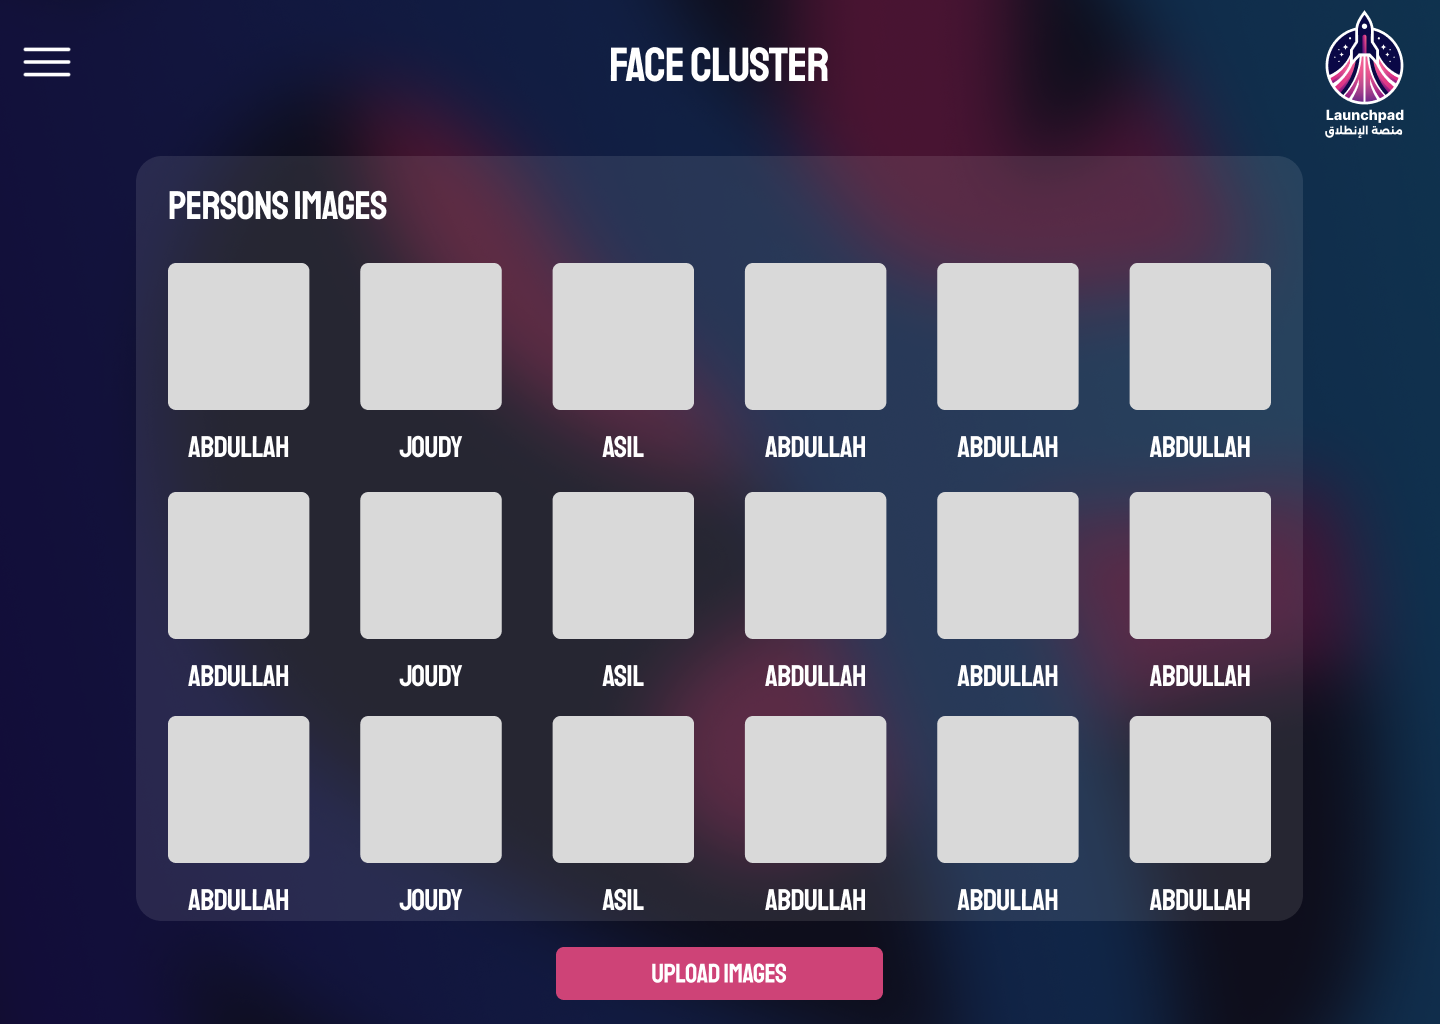 FACE CLUSTER
Launchpad
منصة الإنطلاق
PERSONS IMAGES
ABDULLAH JOUDY ASIL ABDULLAH ABDULLAH ABDULLAH
ABDULLAH JOUDY ASIL ABDULLAH ABDULLAH ABDULLAH
ABDULLAH JOUDY ASIL ABDULLAH ABDULLAH ABDULLAH
UPLOAD IMAGES